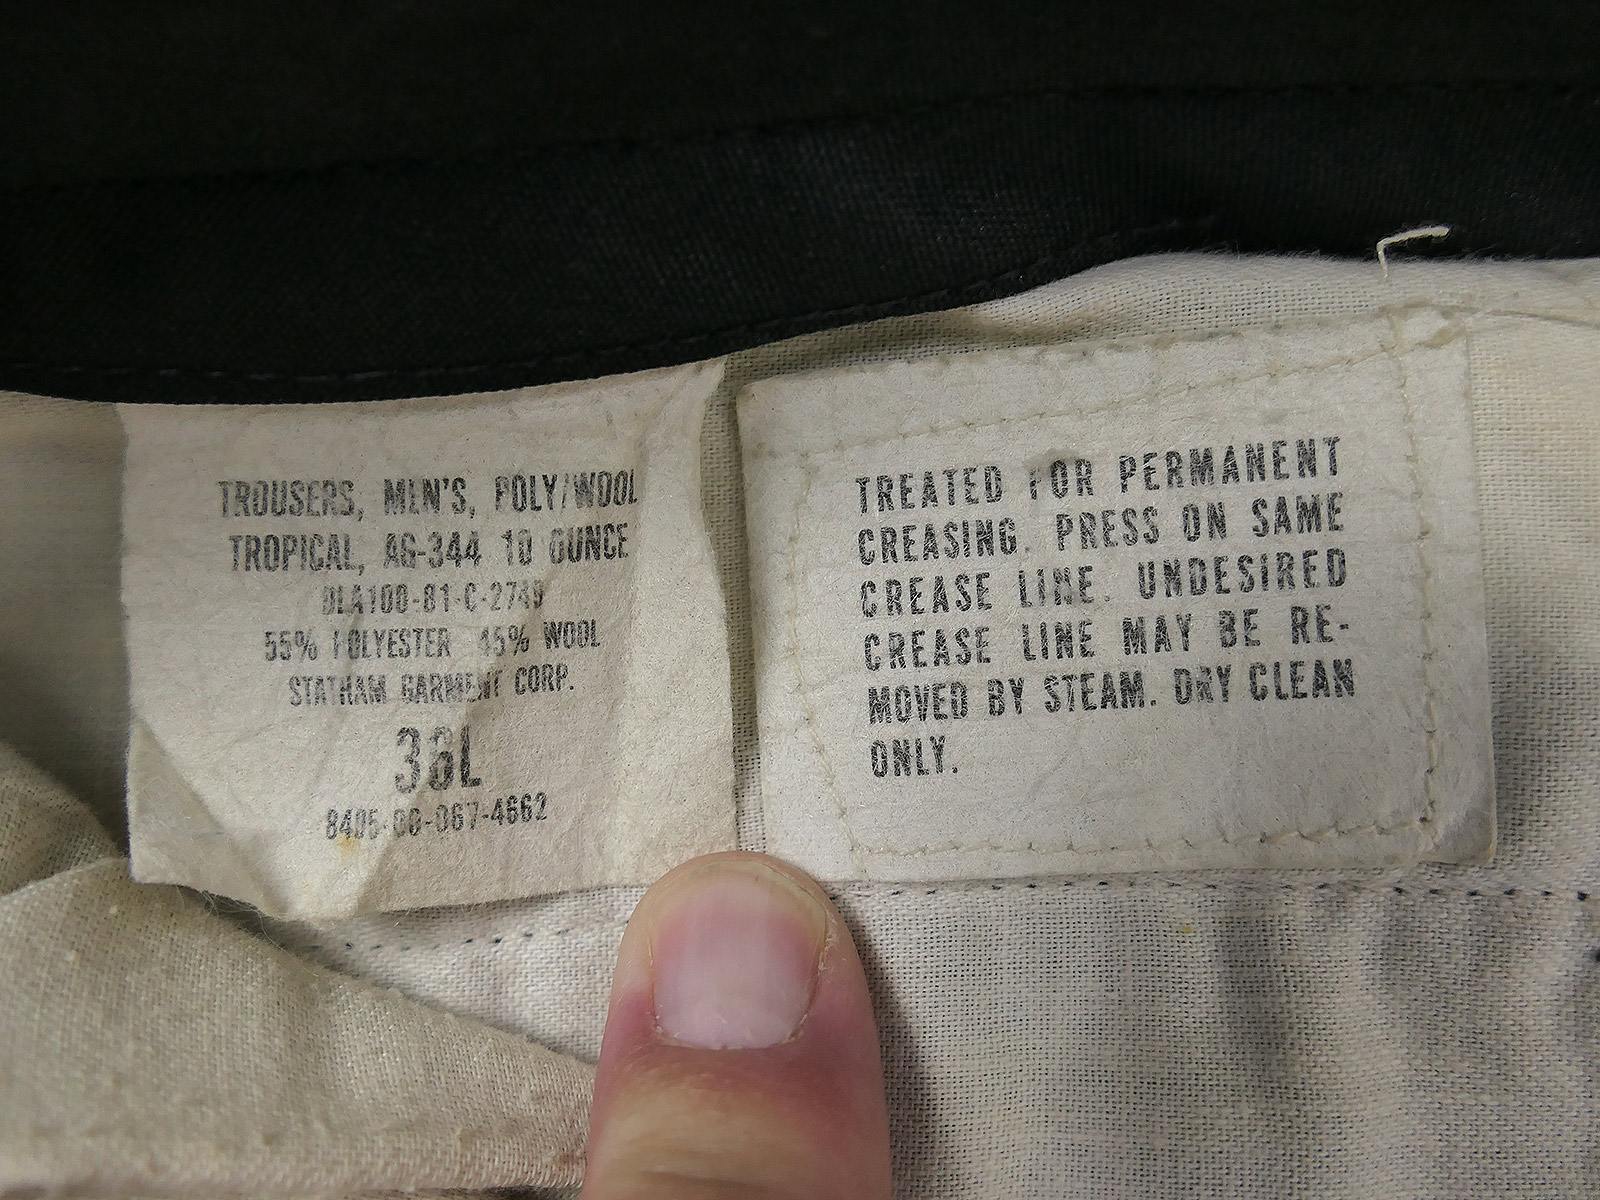 TROUSERS, MEN'S, POLY/WOOL
TROPICAL, AG-344 10 OUNCE
DLA100-81-C-2749
55% POLYESTER 45% WOOL
STATHAM GARMENT CORP.
8405-00-067-4662
TREATED FOR PERMANENT
CREASING. PRESS ON SAME
CREASE LINE. UNDESIRED
CREASE LINE MAY BE RE-
MOVED BY STEAM. DRY CLEAN
ONLY.